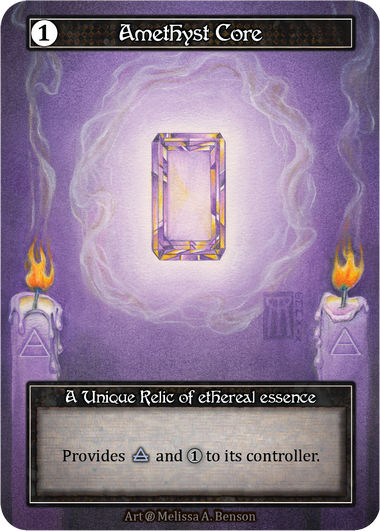 1
Amethyst Core
A Unique Relic of ethereal essence
Provides and 1 to its controller.
Art @ Melissa A. Benson